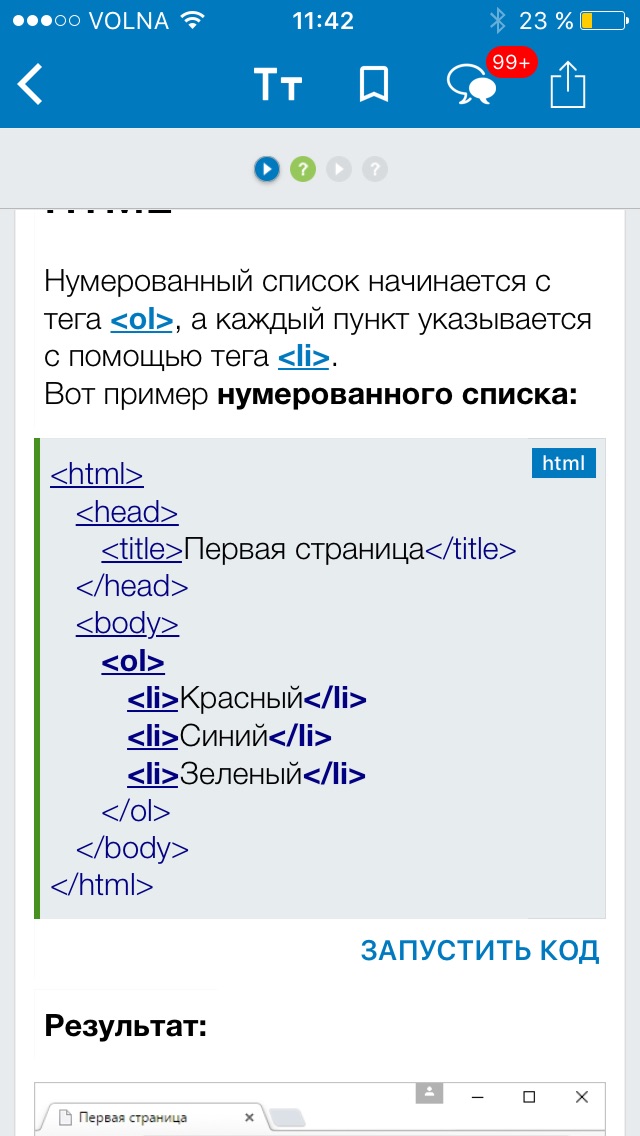 VOLNA 11:42 23 %
Тт 99+
? ?
Нумерованный список начинается с
тега <ol>, а каждый пункт указывается
с помощью тега <li>.
Вот пример нумерованного списка:
html
<html>
<head>
<title>Первая страница</title>
</head>
<body>
<ol>
<li>Красный</li>
<li>Синий</li>
<li>Зеленый</li>
</ol>
</body>
</html>
ЗАПУСТИТЬ КОД
Результат:
Первая страница